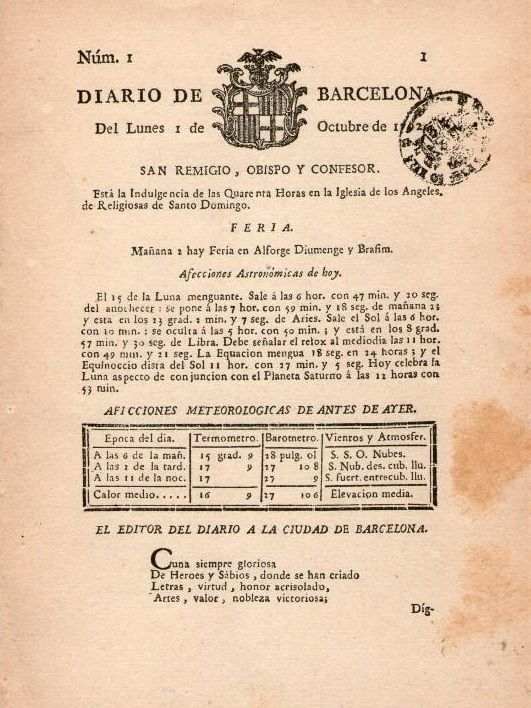 Núm. 1
1
DIARIO DE BARCELONA
Del Lunes 1 de Octubre de
SAN REMIGIO, OBISPO Y CONFESOR.
Está la Indulgencia de las Quarenta Horas en la Iglesia de los Angeles,
de Religiosas de Santo Domingo.
FERIA.
Mañana 2 hay Feria en Alforge Diumenge y Brafim.
Afecciones Astronómicas de hoy.
El 15 de la Luna menguante. Sale á las 6 hor. con 47 min. y 20 seg.
del anochecer: se pone á las 7 hor. con 59 min. y 18 seg. de mañana 2;
y esta en los 23 grad. 2 min. y 7 seg. de Aries. Sale el Sol á las 6 hor.
con 10 min.: se oculta á las 5 hor. con 50 min.; y está en los 8 grad.
57 min. y 30 seg. de Libra. Debe señalar el relox al mediodia las 11 hor.
con 49 min. y 21 seg. La Equacion mengua 18 seg. en 24 horas; y el
Equinoccio dista del Sol 11 hor. con 27 min. y 5 seg. Hoy celebra la
Luna aspecto de conjuncion con el Planeta Saturno á las 12 horas con
53 min.
AFICCIONES METEOROLOGICAS DE ANTES DE AYER.
Epoca del dia. Termometro. Barometro. Vientos y Atmosfer.
A las 6 de la mañ. 15 grad. 9 28 pulg. 01 S. S. O. Nubes.
A las 2 de la tard. 17 9 27 10 8 S. Nub. des. cub. llu.
A las 11 de la noc. 17 27 9 S. fuert. entrecub. llu.
Calor medio..... 16 9 27 10 6 Elevacion media.
EL EDITOR DEL DIARIO A LA CIUDAD DE BARCELONA.
Cuna siempre gloriosa
De Heroes y Sábios, donde se han criado
Letras, virtud, honor acrisolado,
Artes, valor, nobleza victoriosa;
Díg-